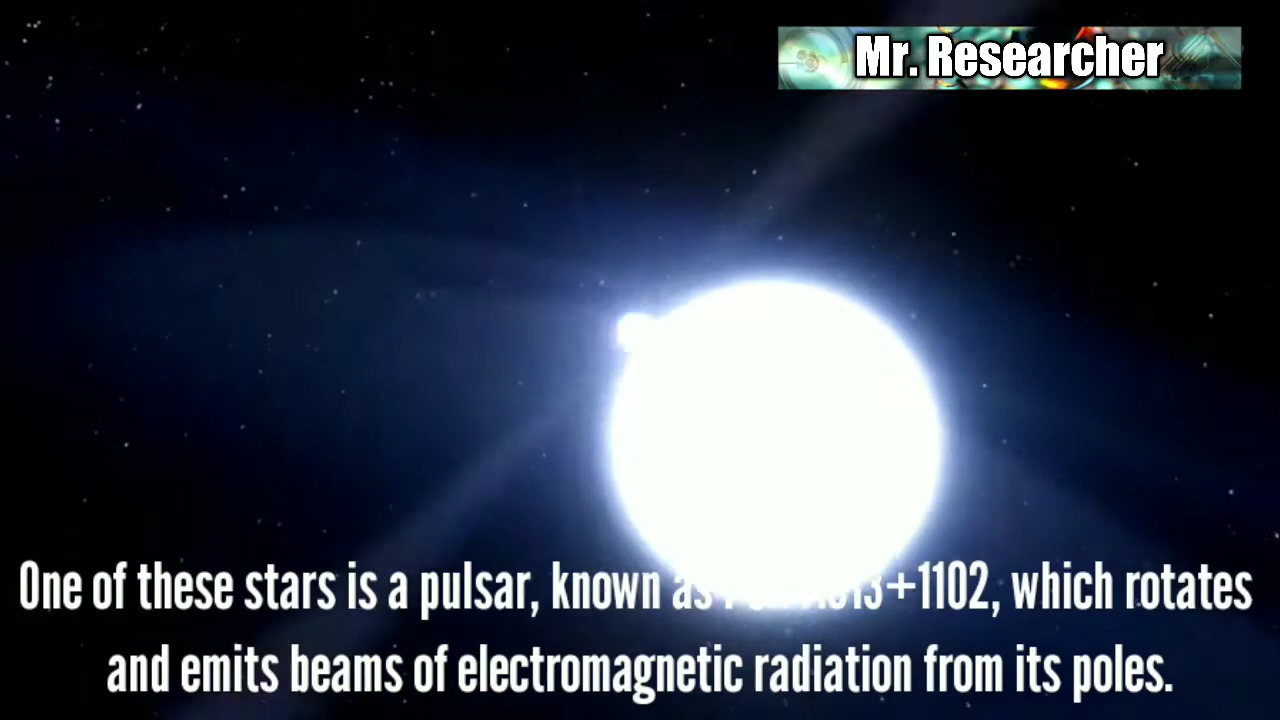 Mr. Researcher
One of these stars is a pulsar, known as 13+1102, which rotates
and emits beams of electromagnetic radiation from its poles.